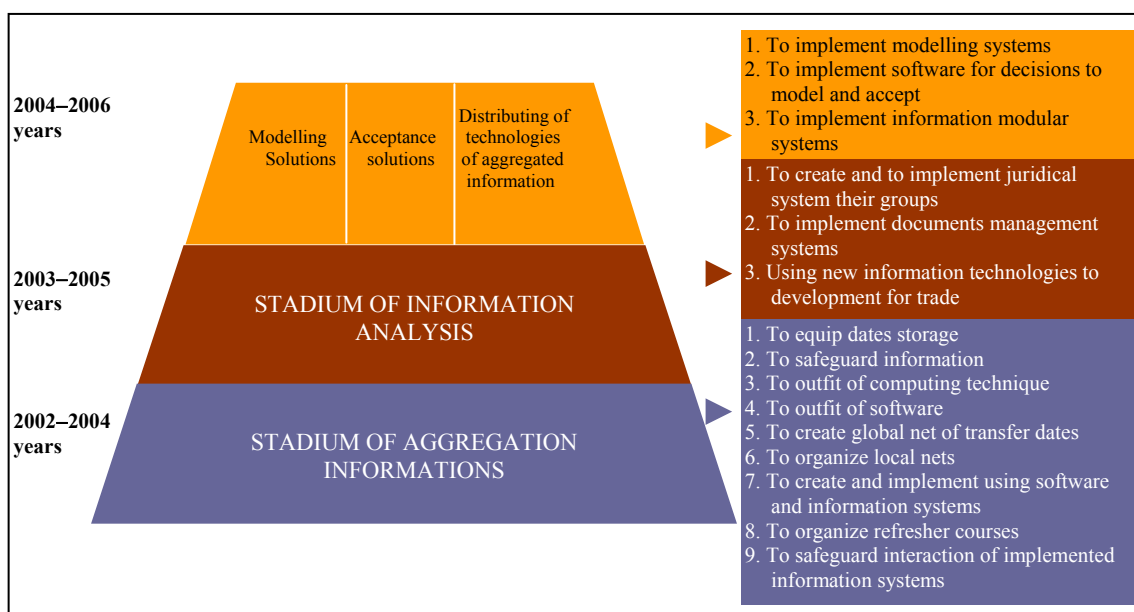 2004–2006
years
Modelling
Solutions
Acceptance
solutions
Distributing of
technologies
of aggregated
information
1. To implement modelling systems
2. To implement software for decisions to
model and accept
3. To implement information modular
systems
2003–2005
years
STADIUM OF INFORMATION
ANALYSIS
1. To create and to implement juridical
system their groups
2. To implement documents management
systems
3. Using new information technologies to
development for trade
2002–2004
years
STADIUM OF AGGREGATION
INFORMATIONS
1. To equip dates storage
2. To safeguard information
3. To outfit of computing technique
4. To outfit of software
5. To create global net of transfer dates
6. To organize local nets
7. To create and implement using software
and information systems
8. To organize refresher courses
9. To safeguard interaction of implemented
information systems